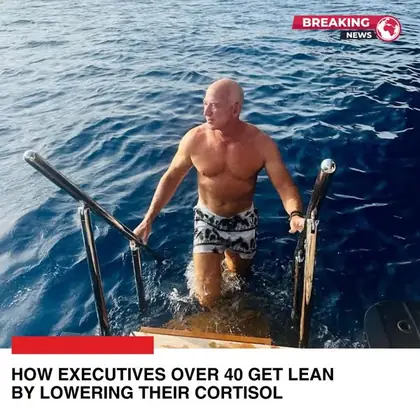 BREAKING
NEWS
HOW EXECUTIVES OVER 40 GET LEAN
BY LOWERING THEIR CORTISOL